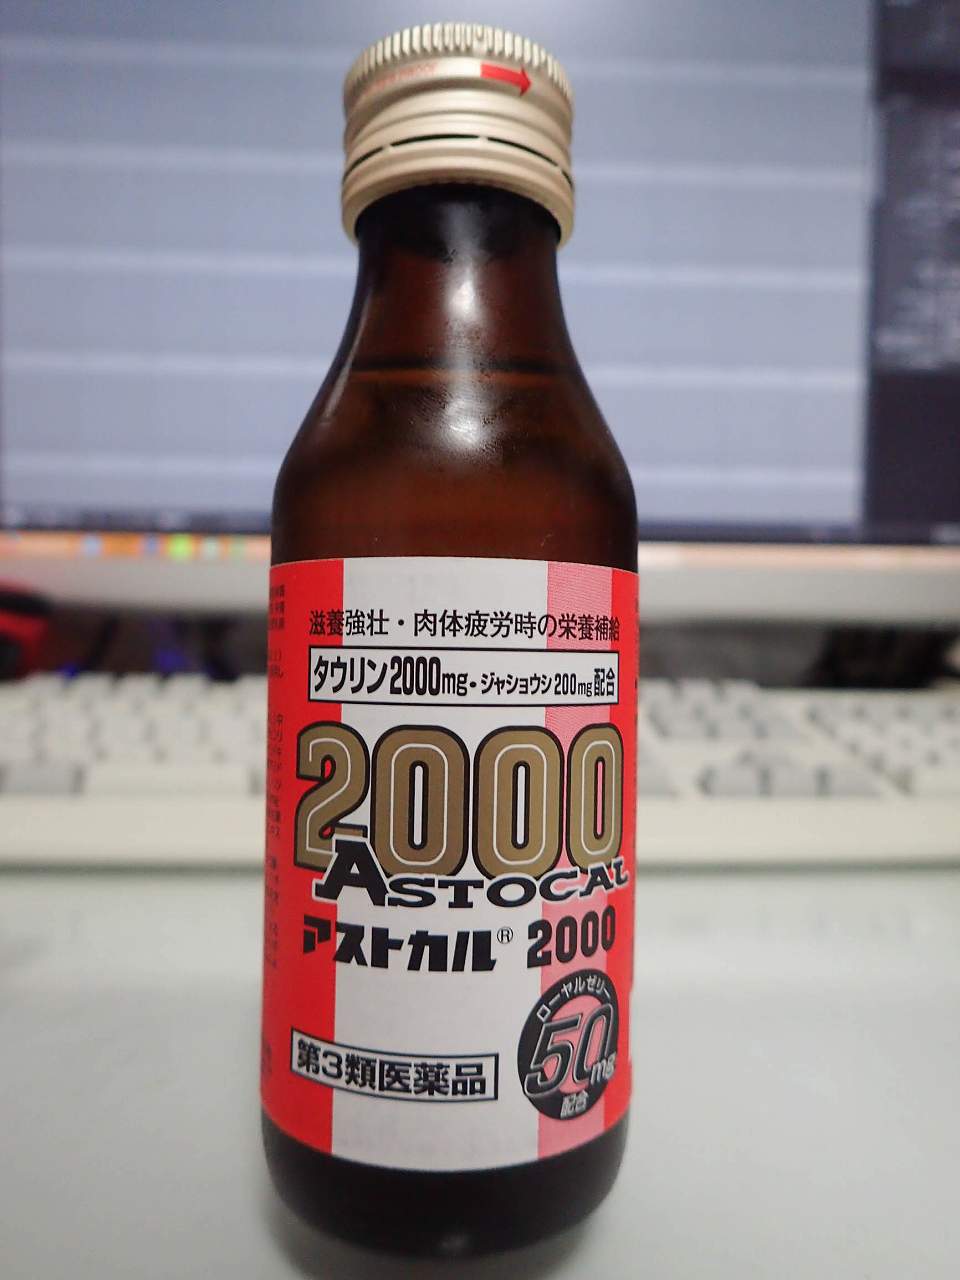 滋養強壮・肉体疲労時の栄養補給
タウリン2000mg・ジャショウシ200mg配合
2000
ASTOCAL
アストカル® 2000
ローヤルゼリー
50mg
配合
第3類医薬品